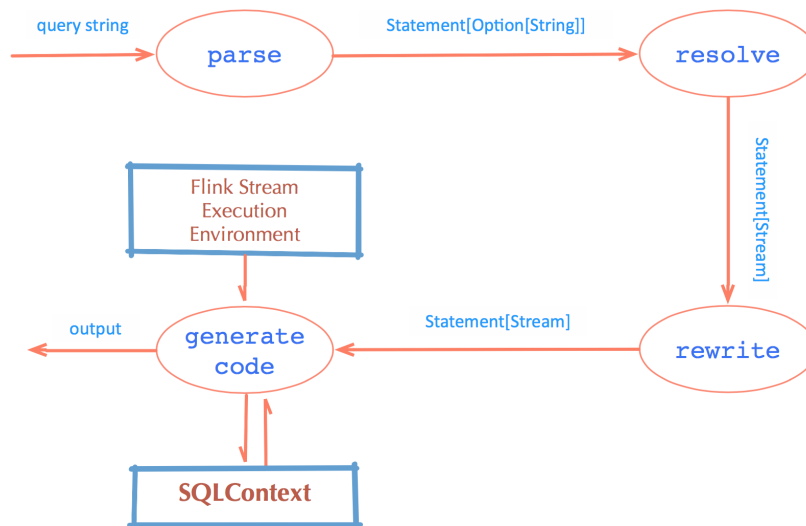 query string
parse
Statement[Option[String]]
resolve
Statement[Stream]
Flink Stream
Execution
Environment
output
generate
code
Statement[Stream]
rewrite
SQLContext